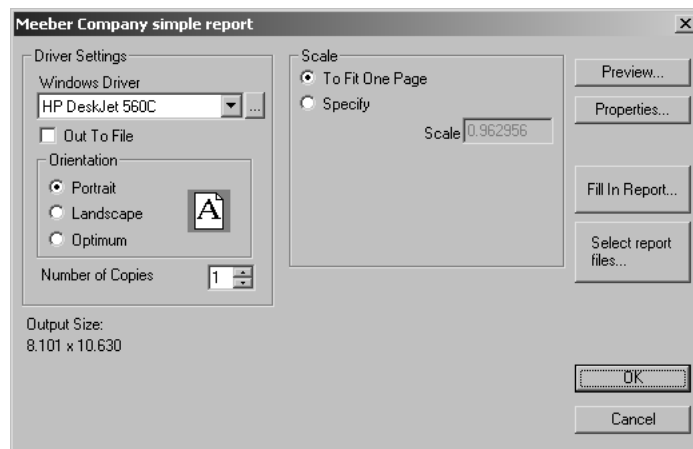 Meeber Company simple report
Driver Settings
Windows Driver
HP DeskJet 560C
...
Out To File
Orientation
Portrait
Landscape
Optimum
A
Number of Copies
1
Output Size:
8.101 x 10.630
Scale
To Fit One Page
Specify
Scale 0.962956
Preview...
Properties...
Fill In Report...
Select report
files...
OK
Cancel